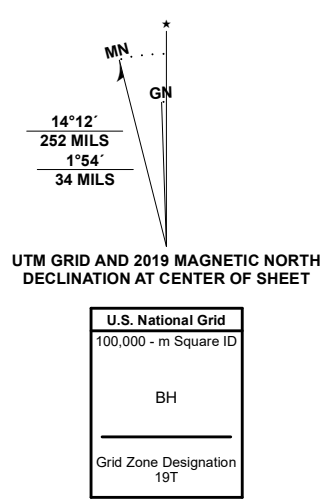 ★
MN
GN
14°12´
252 MILS
1°54´
34 MILS
UTM GRID AND 2019 MAGNETIC NORTH
DECLINATION AT CENTER OF SHEET
U.S. National Grid
100,000 - m Square ID
BH
Grid Zone Designation
19T